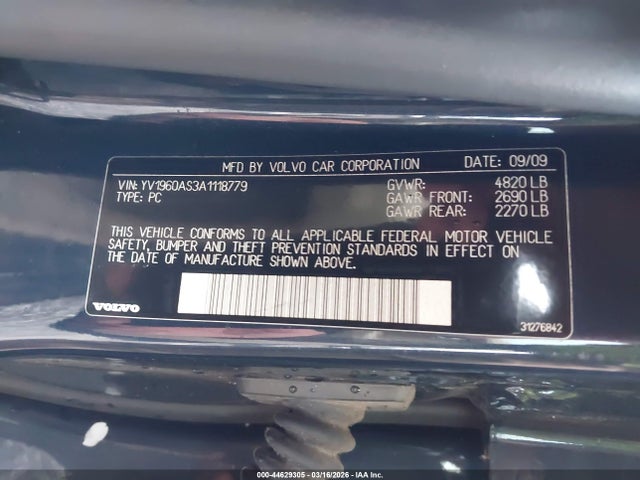 MFD BY VOLVO CAR CORPORATION DATE: 09/09
VIN: YV1960AS3A1118779 GVWR: 4820 LB
TYPE: PC GAWR FRONT: 2690 LB
GAWR REAR: 2270 LB
THIS VEHICLE CONFORMS TO ALL APPLICABLE FEDERAL MOTOR VEHICLE
SAFETY, BUMPER AND THEFT PREVENTION STANDARDS IN EFFECT ON
THE DATE OF MANUFACTURE SHOWN ABOVE.
VOLVO
31276842
000-44629305 - 03/16/2026 - IAA Inc.